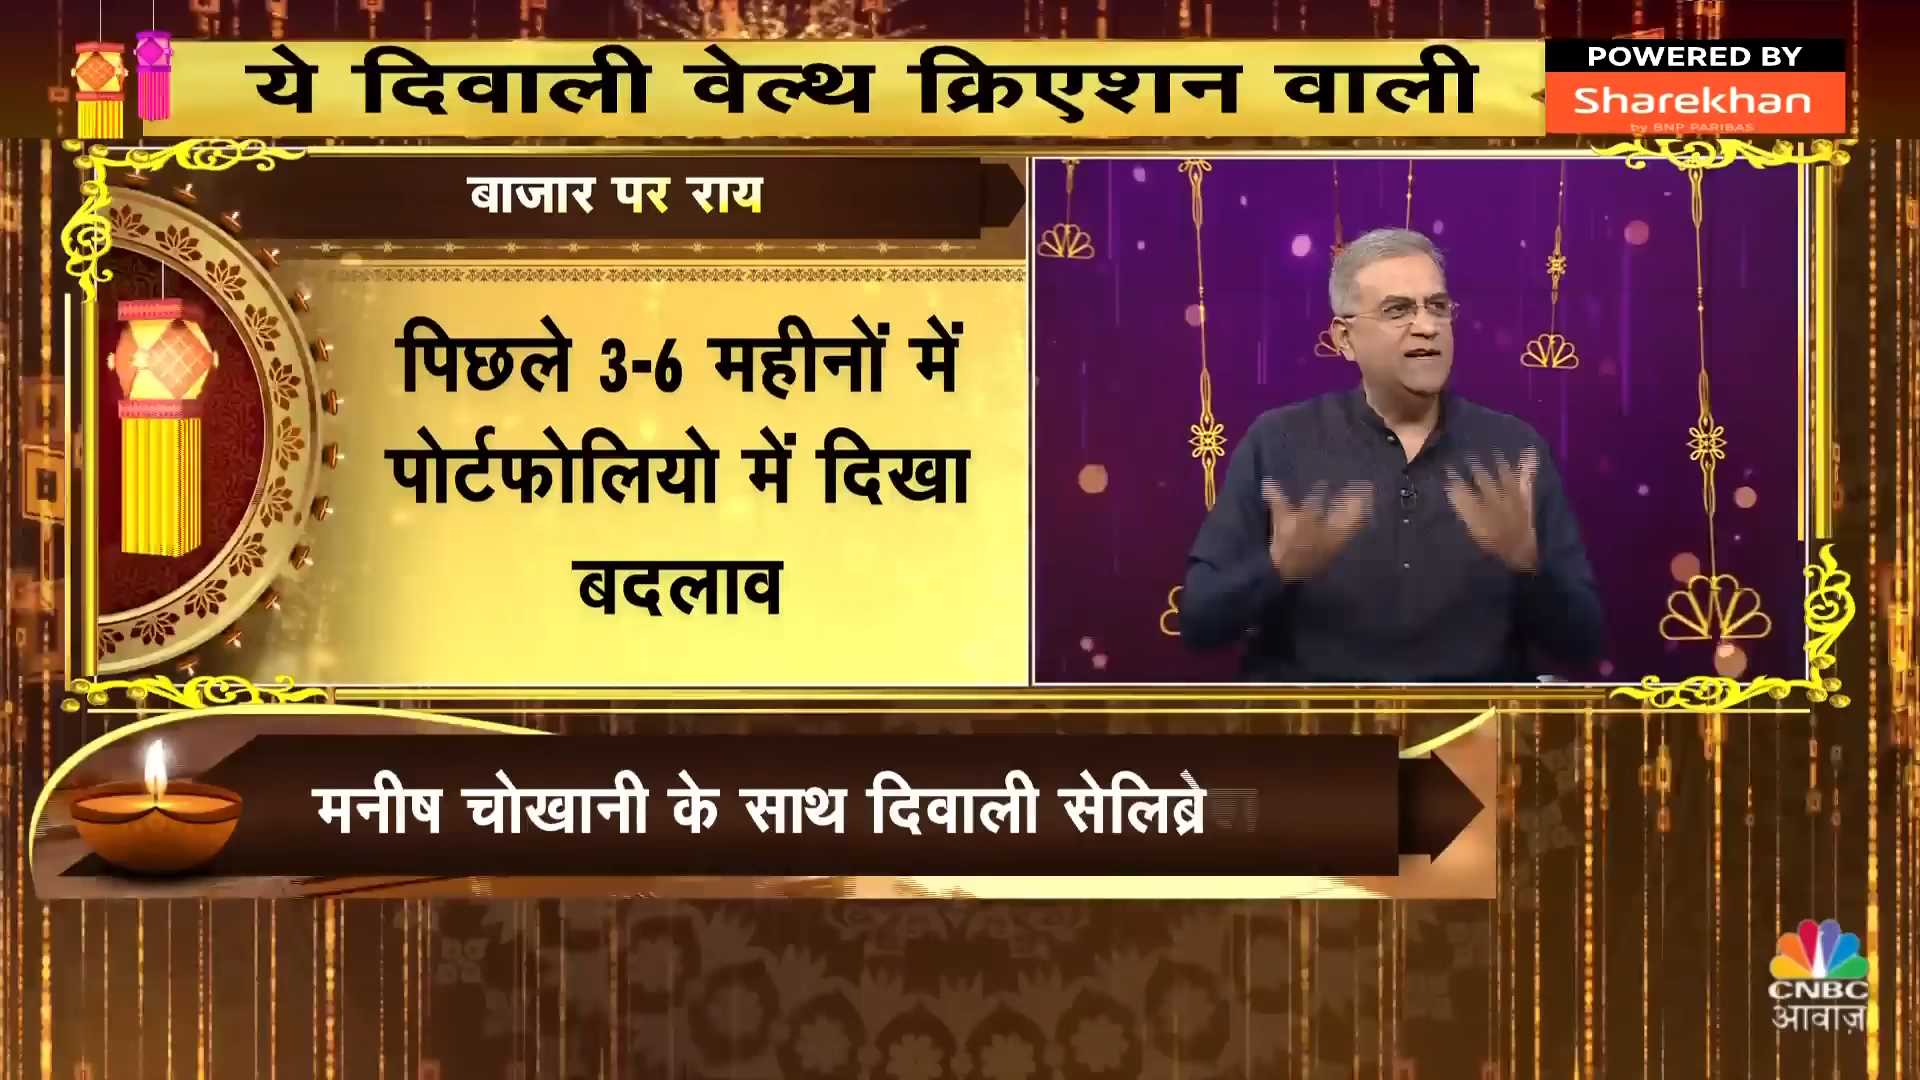 ये दिवाली वेल्थ क्रिएशन वाली
POWERED BY
Sharekhan
by BNP PARIBAS
बाजार पर राय
पिछले 3-6 महीनों में
पोर्टफोलियो में दिखा
बदलाव
मनीष चोखानी के साथ दिवाली सेलिब्रे
CNBC
आवाज़